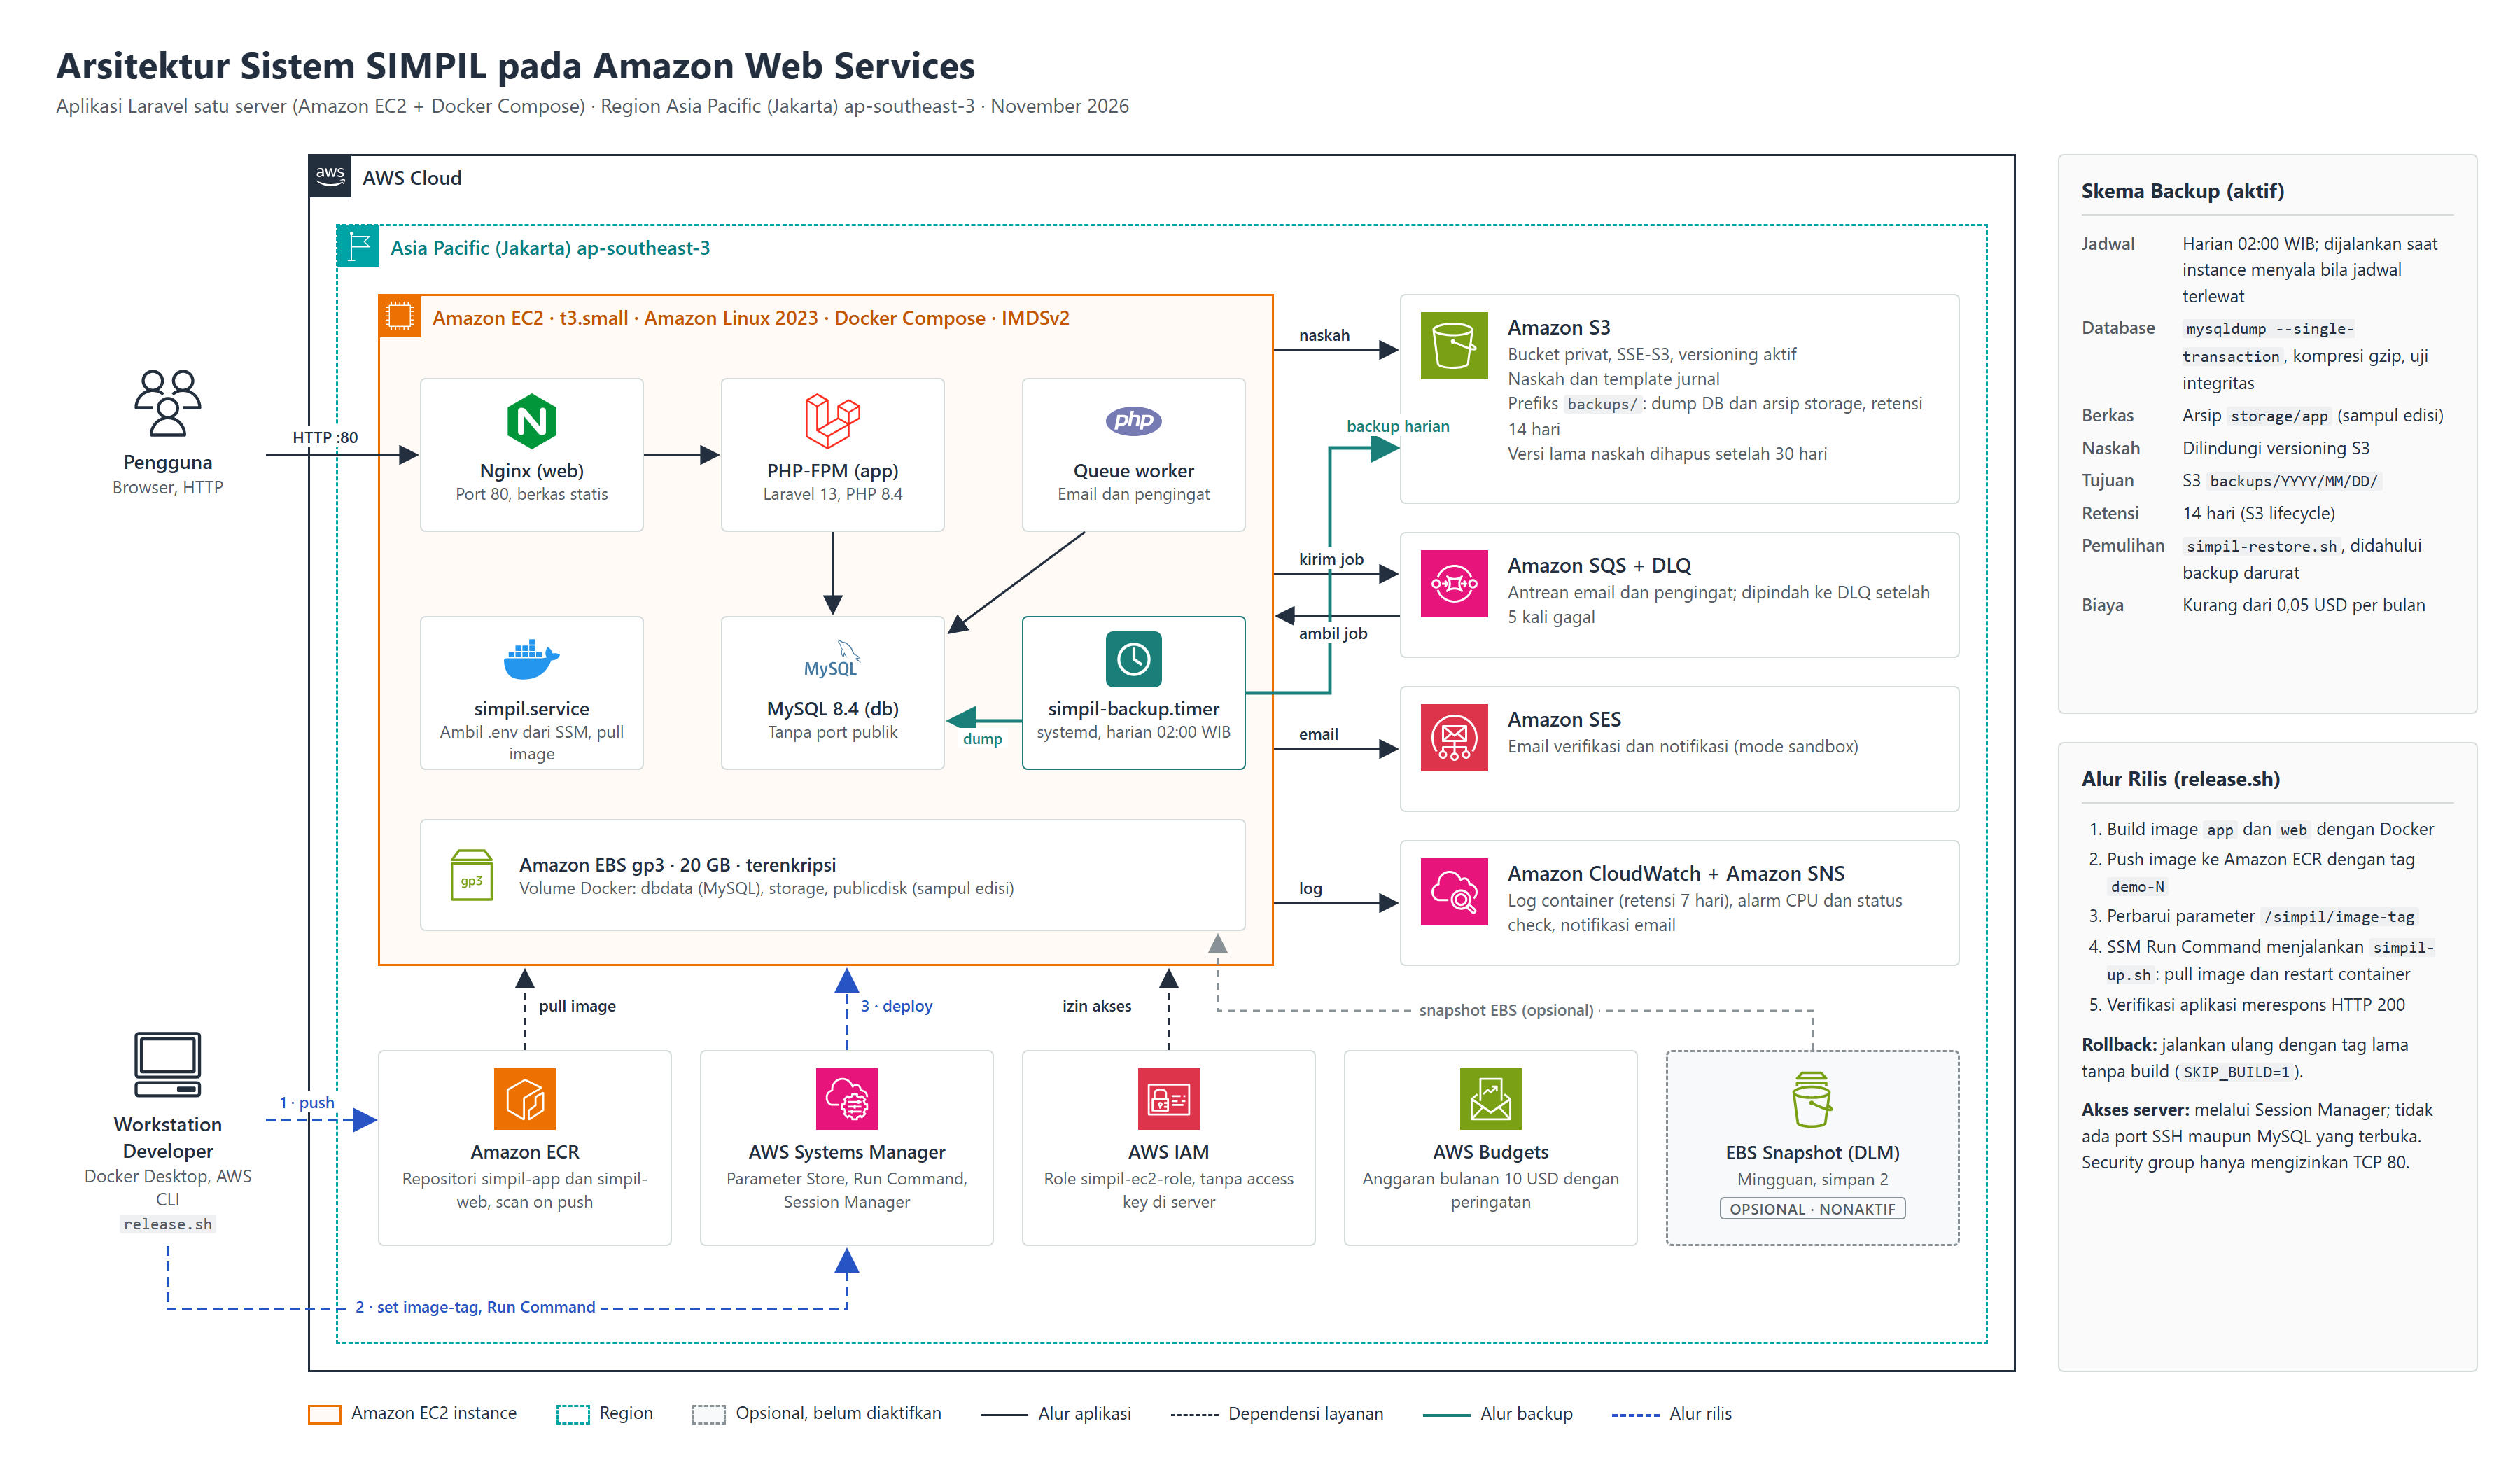 Arsitektur Sistem SIMPIL pada Amazon Web Services
Aplikasi Laravel satu server (Amazon EC2 + Docker Compose) · Region Asia Pacific (Jakarta) ap-southeast-3 · November 2026
aws
AWS Cloud
Asia Pacific (Jakarta) ap-southeast-3
Amazon EC2 · t3.small · Amazon Linux 2023 · Docker Compose · IMDSv2
Pengguna
Browser, HTTP
HTTP :80
N
Nginx (web)
Port 80, berkas statis
PHP-FPM (app)
Laravel 13, PHP 8.4
php
Queue worker
Email dan pengingat
simpil.service
Ambil .env dari SSM, pull
image
MySQL
MySQL 8.4 (db)
Tanpa port publik
dump
simpil-backup.timer
systemd, harian 02:00 WIB
gp3
Amazon EBS gp3 · 20 GB · terenkripsi
Volume Docker: dbdata (MySQL), storage, publicdisk (sampul edisi)
naskah
backup harian
kirim job
ambil job
email
log
Amazon S3
Bucket privat, SSE-S3, versioning aktif
Naskah dan template jurnal
Prefiks backups/: dump DB dan arsip storage, retensi
14 hari
Versi lama naskah dihapus setelah 30 hari
Amazon SQS + DLQ
Antrean email dan pengingat; dipindah ke DLQ setelah
5 kali gagal
Amazon SES
Email verifikasi dan notifikasi (mode sandbox)
Amazon CloudWatch + Amazon SNS
Log container (retensi 7 hari), alarm CPU dan status
check, notifikasi email
pull image
3 · deploy
izin akses
snapshot EBS (opsional)
Workstation
Developer
Docker Desktop, AWS
CLI
release.sh
1 · push
2 · set image-tag, Run Command
Amazon ECR
Repositori simpil-app dan simpil-
web, scan on push
AWS Systems Manager
Parameter Store, Run Command,
Session Manager
AWS IAM
Role simpil-ec2-role, tanpa access
key di server
AWS Budgets
Anggaran bulanan 10 USD dengan
peringatan
EBS Snapshot (DLM)
Mingguan, simpan 2
OPSIONAL · NONAKTIF
Skema Backup (aktif)
Jadwal Harian 02:00 WIB; dijalankan saat
instance menyala bila jadwal
terlewat
Database mysqldump --single-
transaction, kompresi gzip, uji
integritas
Berkas Arsip storage/app (sampul edisi)
Naskah Dilindungi versioning S3
Tujuan S3 backups/YYYY/MM/DD/
Retensi 14 hari (S3 lifecycle)
Pemulihan simpil-restore.sh, didahului
backup darurat
Biaya Kurang dari 0,05 USD per bulan
Alur Rilis (release.sh)
1. Build image app dan web dengan Docker
2. Push image ke Amazon ECR dengan tag
demo-N
3. Perbarui parameter /simpil/image-tag
4. SSM Run Command menjalankan simpil-
up.sh: pull image dan restart container
5. Verifikasi aplikasi merespons HTTP 200
Rollback: jalankan ulang dengan tag lama
tanpa build (SKIP_BUILD=1).
Akses server: melalui Session Manager; tidak
ada port SSH maupun MySQL yang terbuka.
Security group hanya mengizinkan TCP 80.
Amazon EC2 instance
Region
Opsional, belum diaktifkan
Alur aplikasi
Dependensi layanan
Alur backup
Alur rilis